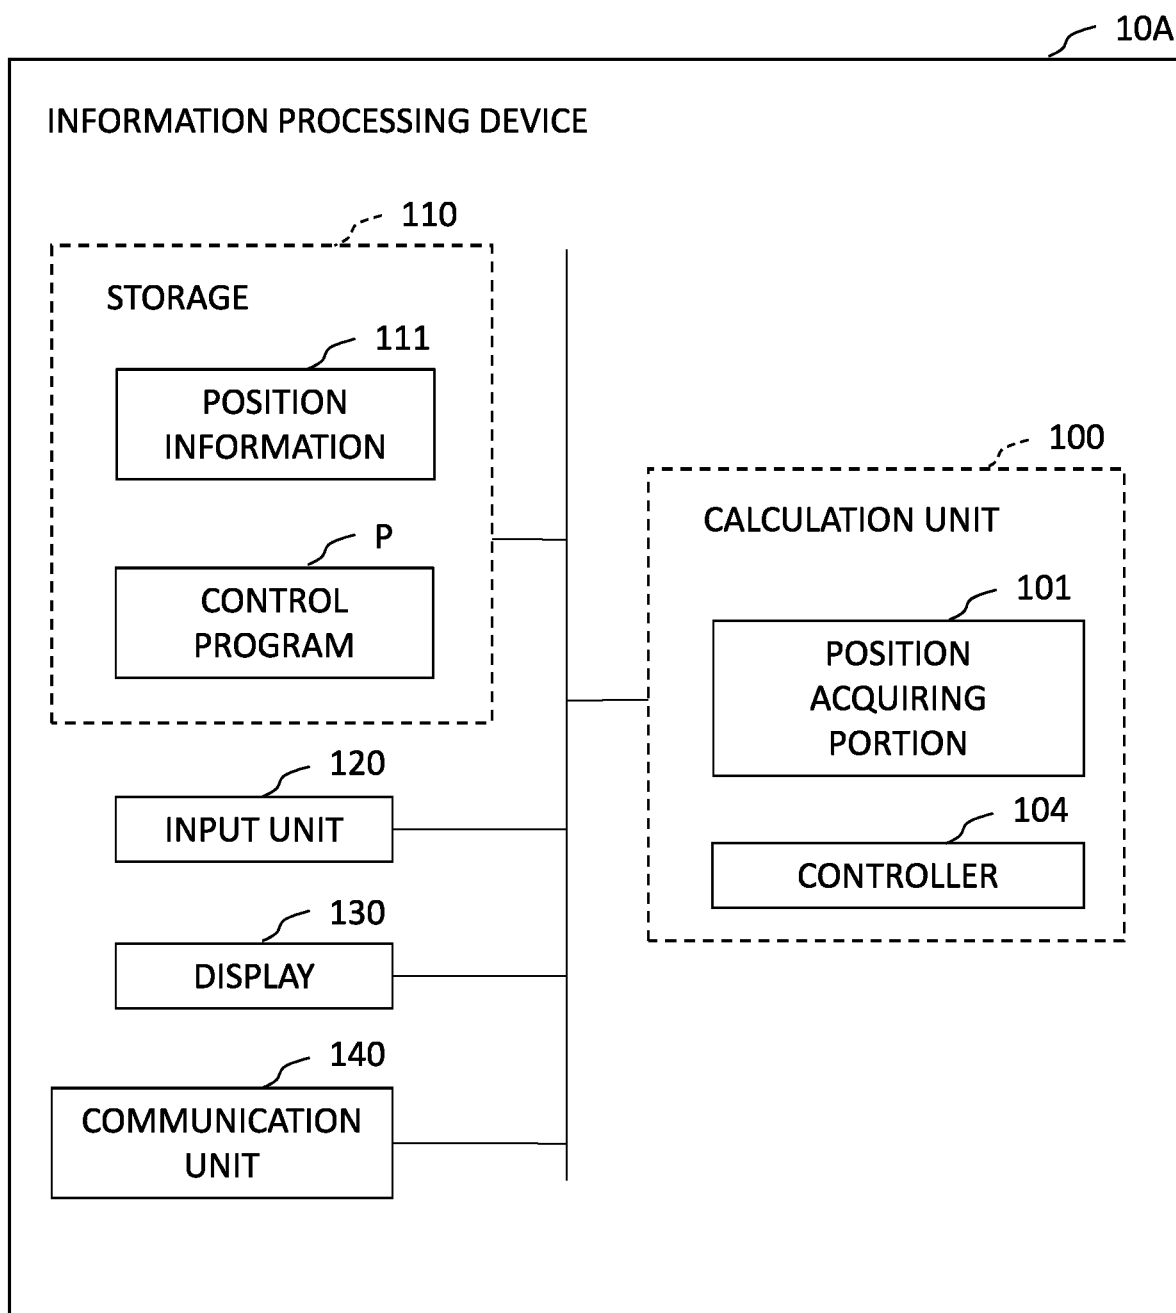 10A
INFORMATION PROCESSING DEVICE
110
STORAGE
111
POSITION
INFORMATION
P
CONTROL
PROGRAM
100
CALCULATION UNIT
101
POSITION
ACQUIRING
PORTION
104
CONTROLLER
120
INPUT UNIT
130
DISPLAY
140
COMMUNICATION
UNIT